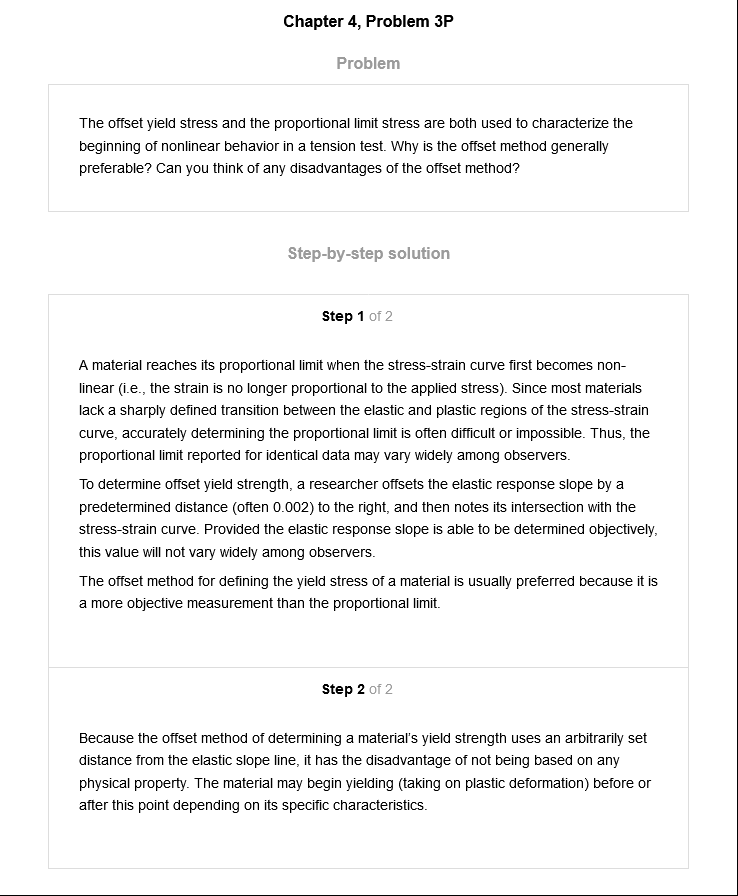 Chapter 4, Problem 3P
Problem
The offset yield stress and the proportional limit stress are both used to characterize the
beginning of nonlinear behavior in a tension test. Why is the offset method generally
preferable? Can you think of any disadvantages of the offset method?
Step-by-step solution
Step 1 of 2
A material reaches its proportional limit when the stress-strain curve first becomes non-
linear (i.e., the strain is no longer proportional to the applied stress). Since most materials
lack a sharply defined transition between the elastic and plastic regions of the stress-strain
curve, accurately determining the proportional limit is often difficult or impossible. Thus, the
proportional limit reported for identical data may vary widely among observers.
To determine offset yield strength, a researcher offsets the elastic response slope by a
predetermined distance (often 0.002) to the right, and then notes its intersection with the
stress-strain curve. Provided the elastic response slope is able to be determined objectively,
this value will not vary widely among observers.
The offset method for defining the yield stress of a material is usually preferred because it is
a more objective measurement than the proportional limit.
Step 2 of 2
Because the offset method of determining a material's yield strength uses an arbitrarily set
distance from the elastic slope line, it has the disadvantage of not being based on any
physical property. The material may begin yielding (taking on plastic deformation) before or
after this point depending on its specific characteristics.